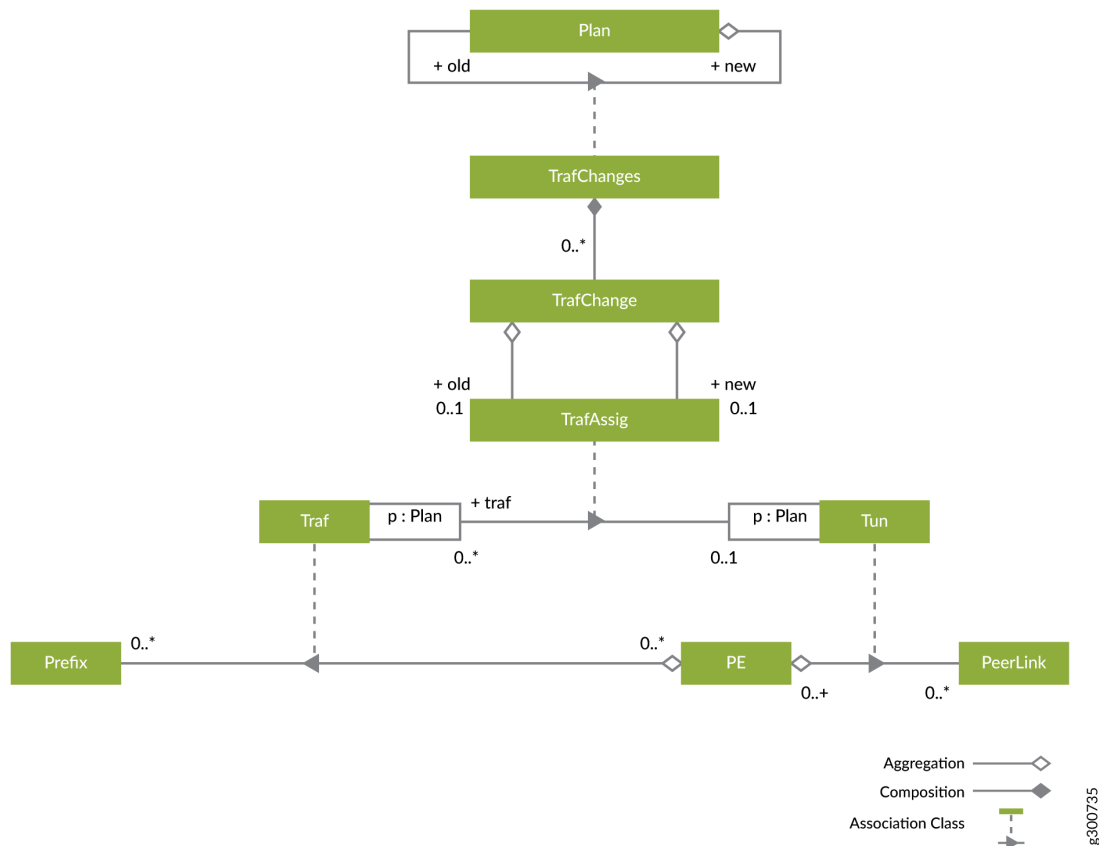 Plan
+ old
+ new
TrafChanges
0..*
TrafChange
+ old
+ new
0..1
0..1
TrafAssig
+ traf
Traf
p : Plan
p : Plan
Tun
0..*
0..1
0..*
0..*
Prefix
PE
PeerLink
0..+
0..*
Aggregation
Composition
Association Class
g300735